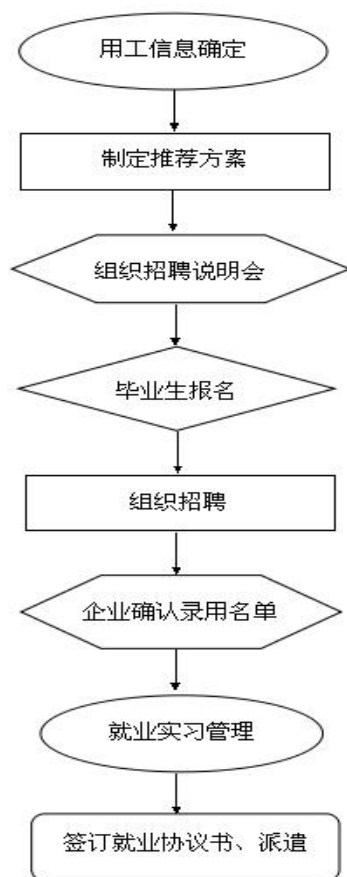 用工信息确定
制定推荐方案
组织招聘说明会
毕业生报名
组织招聘
企业确认录用名单
就业实习管理
签订就业协议书、派遣